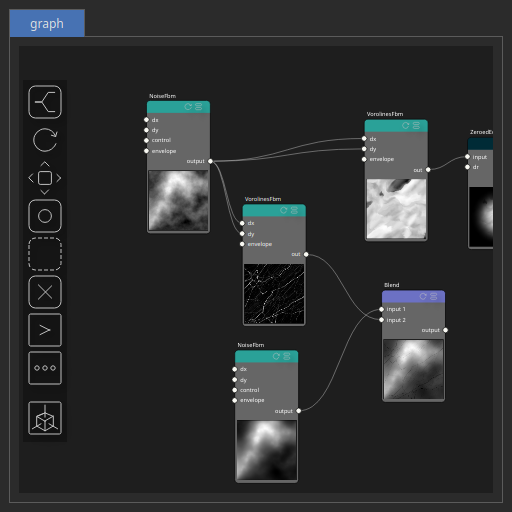 graph
NoiseFbm
dx
dy
control
envelope
output
VorolinesFbm
dx
dy
envelope
out
input
dr
VorolinesFbm
dx
dy
envelope
out
Blend
input 1
input 2
output
NoiseFbm
dx
dy
control
envelope
output